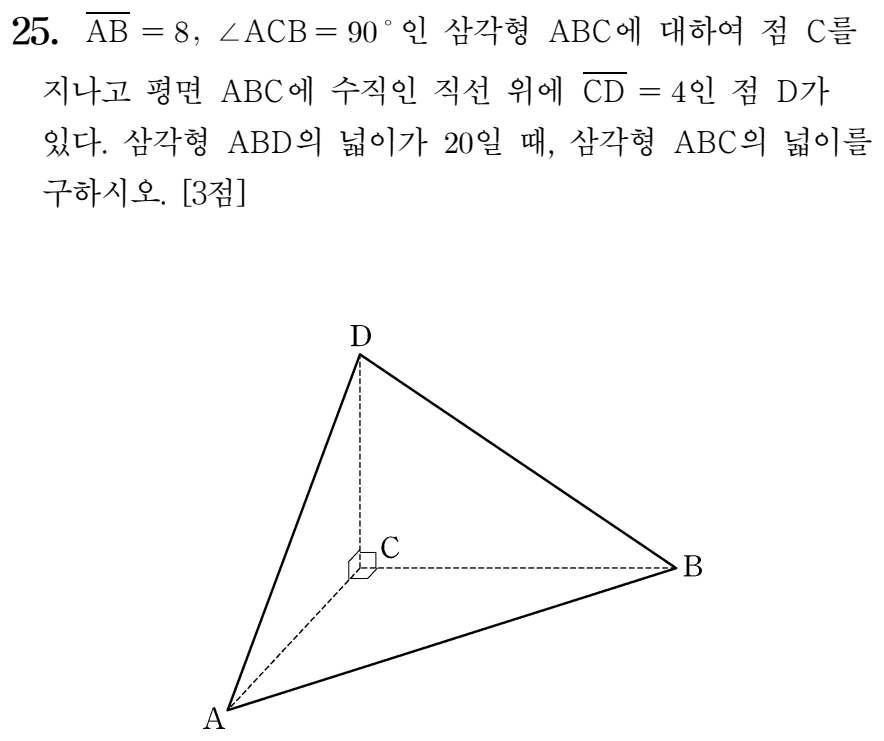 25. $\overline{AB} = 8$, ∠ACB = 90°인 삼각형 ABC에 대하여 점 C를
지나고 평면 ABC에 수직인 직선 위에 $\overline{CD} = 4$인 점 D가
있다. 삼각형 ABD의 넓이가 20일 때, 삼각형 ABC의 넓이를
구하시오. [3점]
D
C
B
A